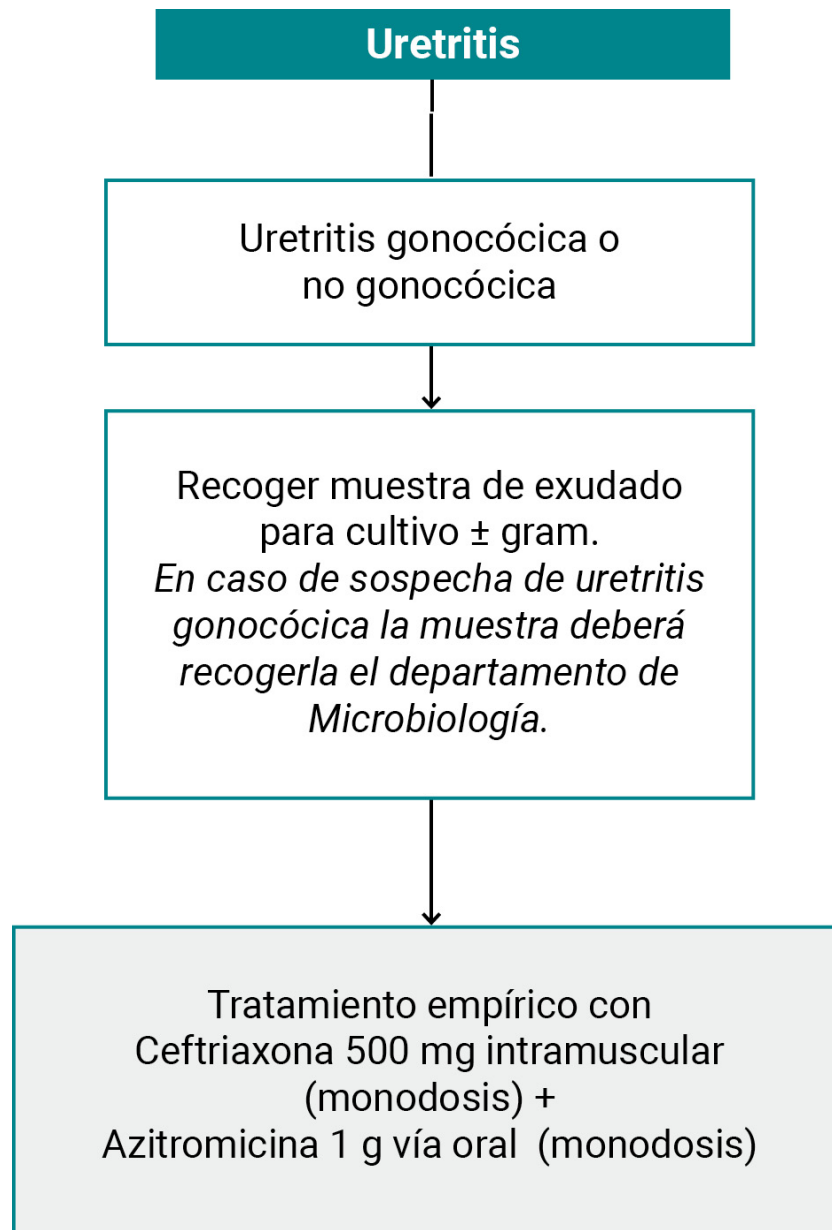 Uretritis
Uretritis gonocócica o
no gonocócica
Recoger muestra de exudado
para cultivo ± gram.
En caso de sospecha de uretritis
gonocócica la muestra deberá
recogerla el departamento de
Microbiología.
Tratamiento empírico con
Ceftriaxona 500 mg intramuscular
(monodosis) +
Azitromicina 1 g vía oral (monodosis)